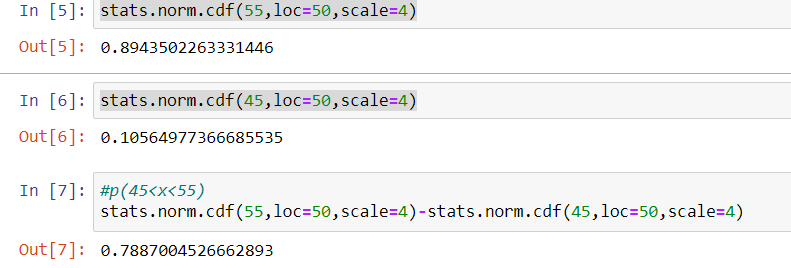 In [5]: stats.norm.cdf(55,loc=50,scale=4)
Out[5]: 0.8943502263331446
In [6]: stats.norm.cdf(45,loc=50,scale=4)
Out[6]: 0.10564977366685535
In [7]: #p(45<x<55)
stats.norm.cdf(55,loc=50,scale=4)-stats.norm.cdf(45,loc=50,scale=4)
Out[7]: 0.7887004526662893